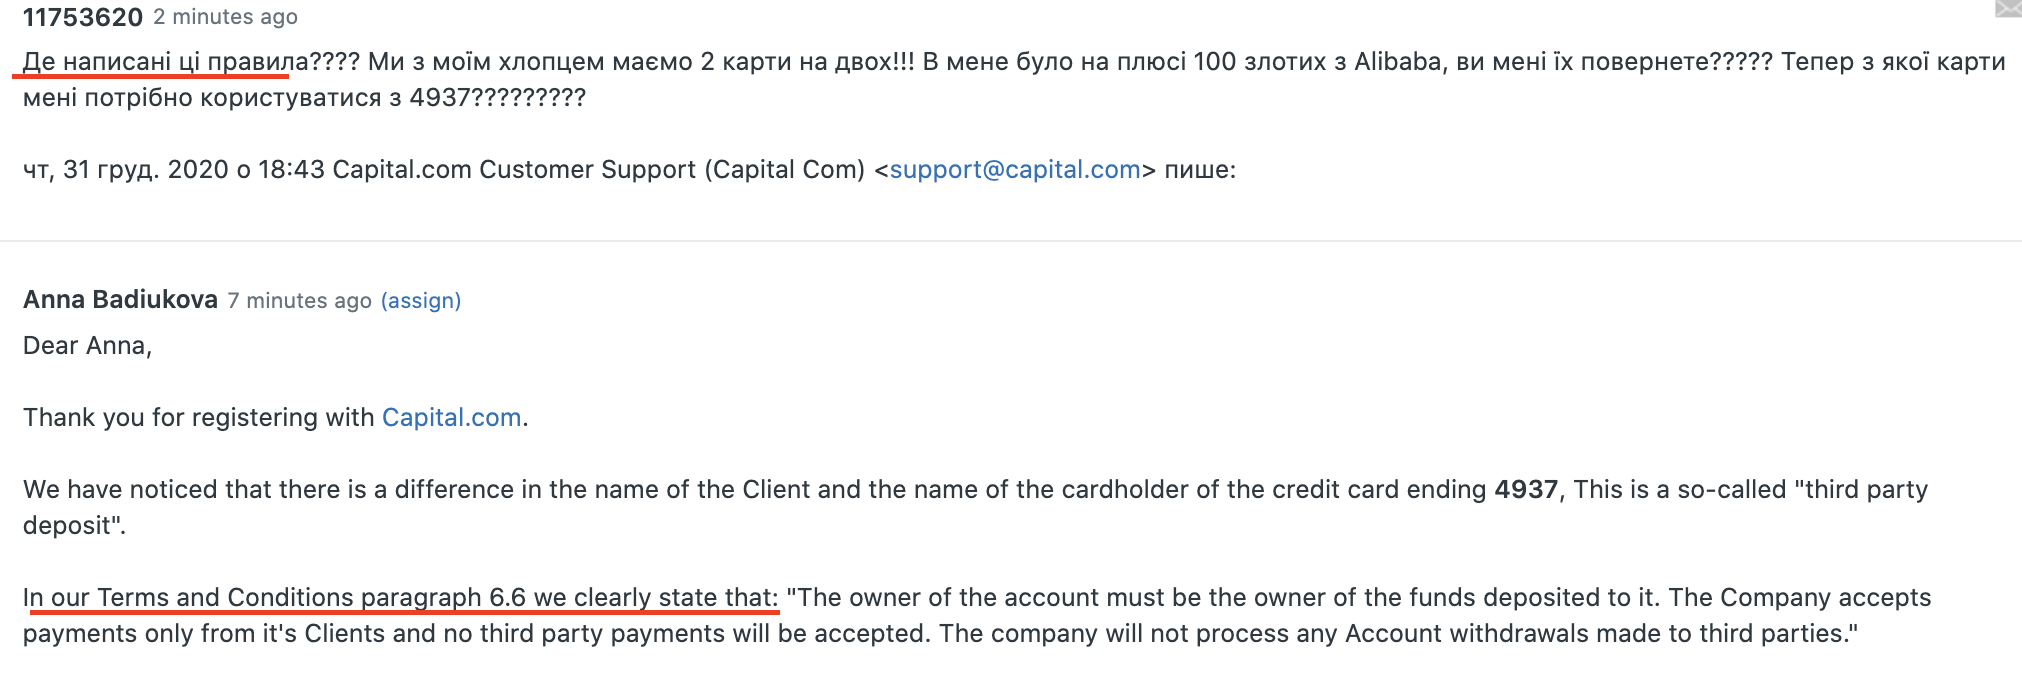 11753620 2 minutes ago
Де написані ці правила???? Ми з моїм хлопцем маємо 2 карти на двох!!! В мене було на плюсі 100 злотих з Alibaba, ви мені їх повернете????? Тепер з якої карти
мені потрібно користуватися з 4937?????????
чт, 31 груд. 2020 о 18:43 Capital.com Customer Support (Capital Com) <support@capital.com> пише:
Anna Badiukova 7 minutes ago (assign)
Dear Anna,
Thank you for registering with Capital.com.
We have noticed that there is a difference in the name of the Client and the name of the cardholder of the credit card ending 4937, This is a so-called "third party
deposit".
In our Terms and Conditions paragraph 6.6 we clearly state that: "The owner of the account must be the owner of the funds deposited to it. The Company accepts
payments only from it's Clients and no third party payments will be accepted. The company will not process any Account withdrawals made to third parties."